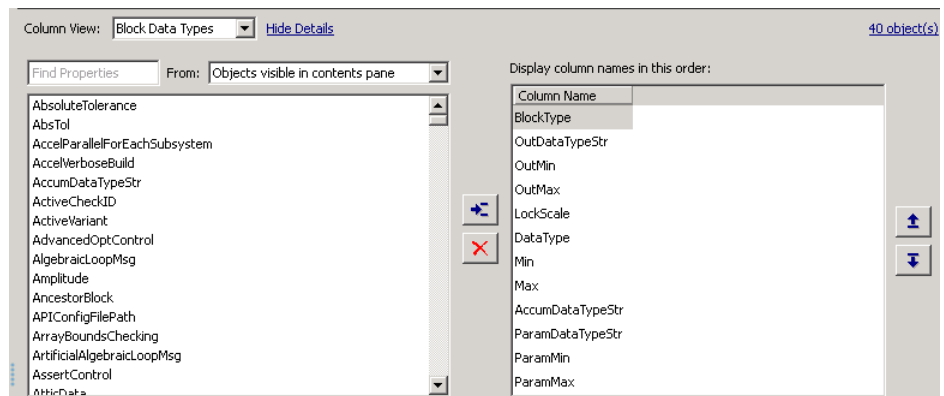 Column View: Block Data Types Hide Details 40 object(s)
Find Properties From: Objects visible in contents pane
AbsoluteTolerance
AbsTol
AccelParallelForEachSubsystem
AccelVerboseBuild
AccumDataTypeStr
ActiveCheckID
ActiveVariant
AdvancedOptControl
AlgebraicLoopMsg
Amplitude
AncestorBlock
APIConfigFilePath
ArrayBoundsChecking
ArtificialAlgebraicLoopMsg
AssertControl
AtticData
Display column names in this order:
Column Name
BlockType
OutDataTypeStr
OutMin
OutMax
LockScale
DataType
Min
Max
AccumDataTypeStr
ParamDataTypeStr
ParamMin
ParamMax